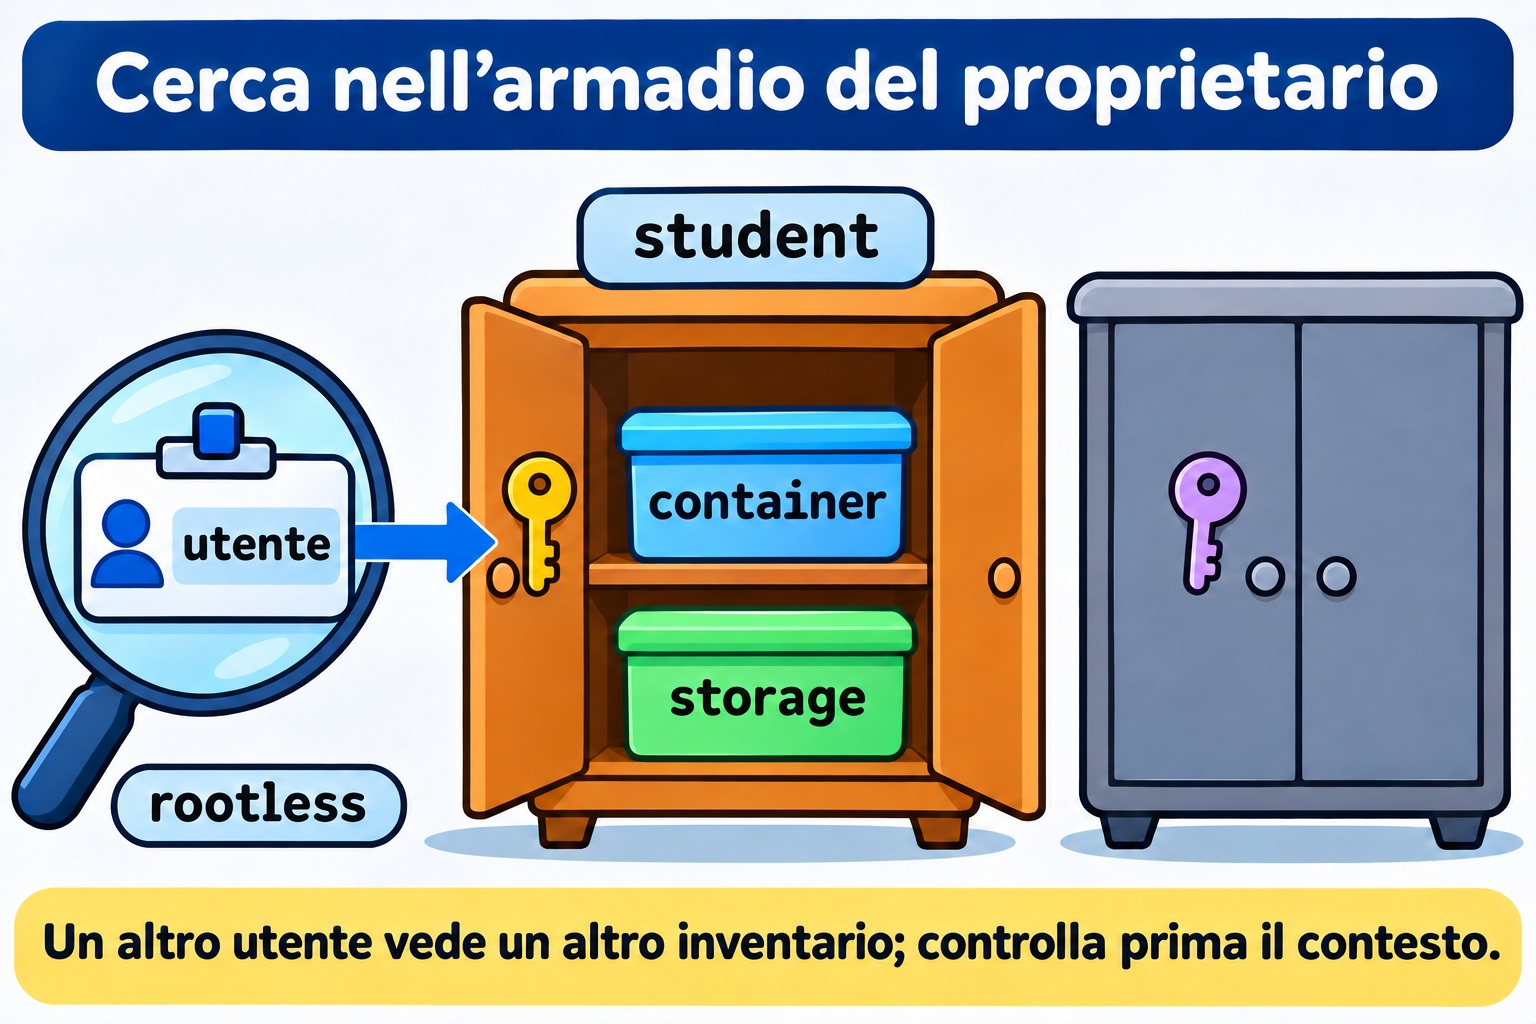 Cerca nell’armadio del proprietario
student
container
utente
storage
rootless
Un altro utente vede un altro inventario; controlla prima il contesto.